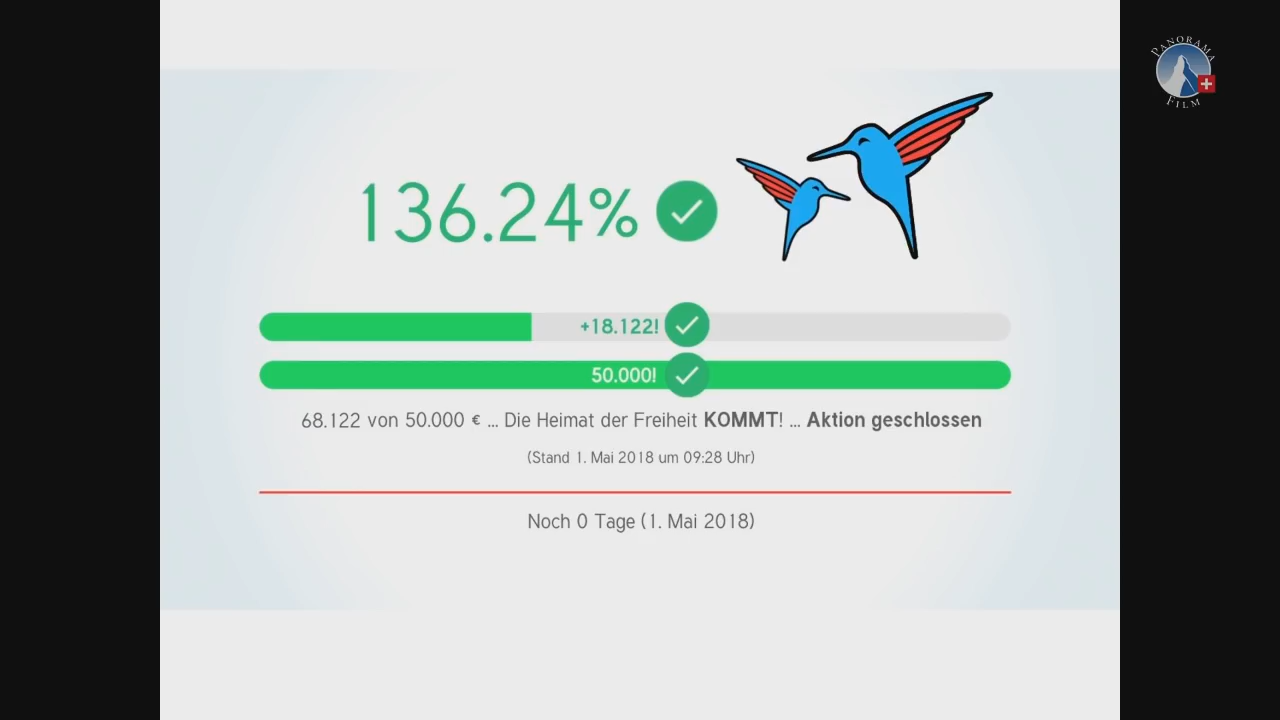 PANORAMA
FILM
136.24%
+18.122!
50.000!
68.122 von 50.000 € ... Die Heimat der Freiheit KOMMT! ... Aktion geschlossen
(Stand 1. Mai 2018 um 09:28 Uhr)
Noch 0 Tage (1. Mai 2018)